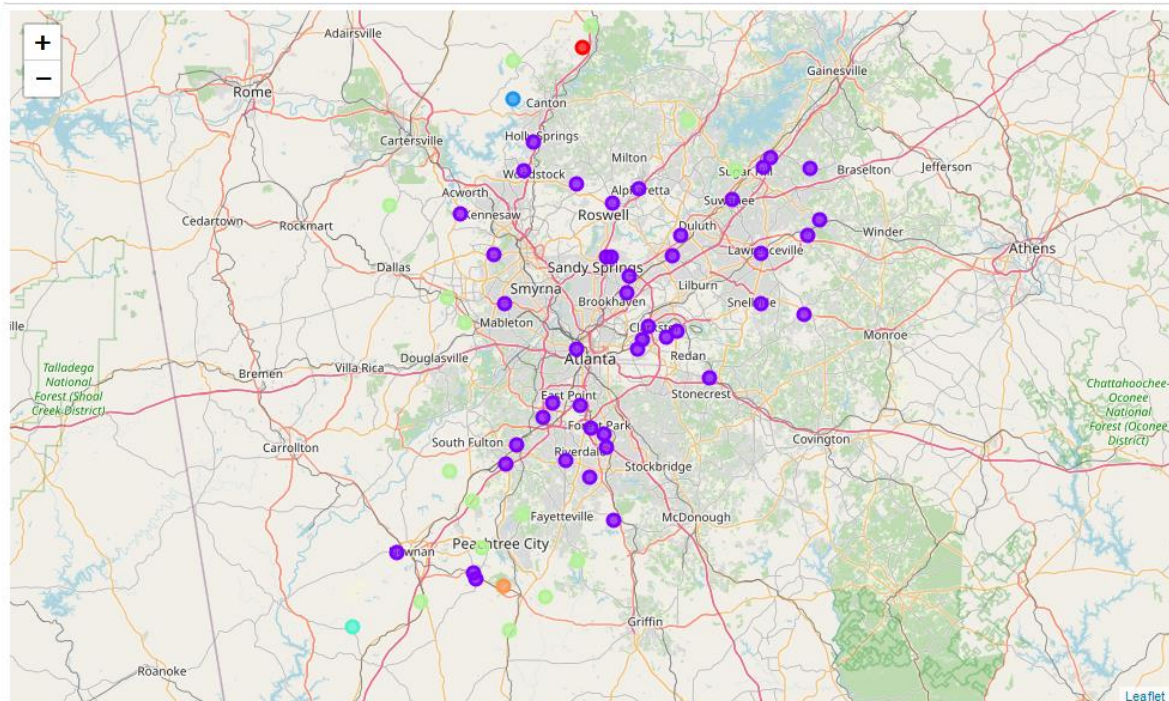 +
−
Adairsville
Gainesville
Rome
Canton
Cartersville
Holly Springs
Milton
Sugar Hill
Braselton
Jefferson
Woodstock
Acworth
Alpharetta
Cedartown
Rockmart
Kennesaw
Roswell
Suwanee
Duluth
Winder
Athens
Lawrenceville
Dallas
Sandy Springs
Smyrna
Lilburn
Brookhaven
Snellville
Mableton
Clarkston
Monroe
ille
Douglasville
Atlanta
Redan
Villa Rica
Bremen
Talladega
National
Forest (Shoal
Creek District)
Stonecrest
Chattahoochee-
Oconee
National
Forest (Oconee
District)
East Point
Forest Park
Covington
Carrollton
South Fulton
Riverdale
Stockbridge
Fayetteville
McDonough
Peachtree City
Newnan
Griffin
Roanoke
Leaflet